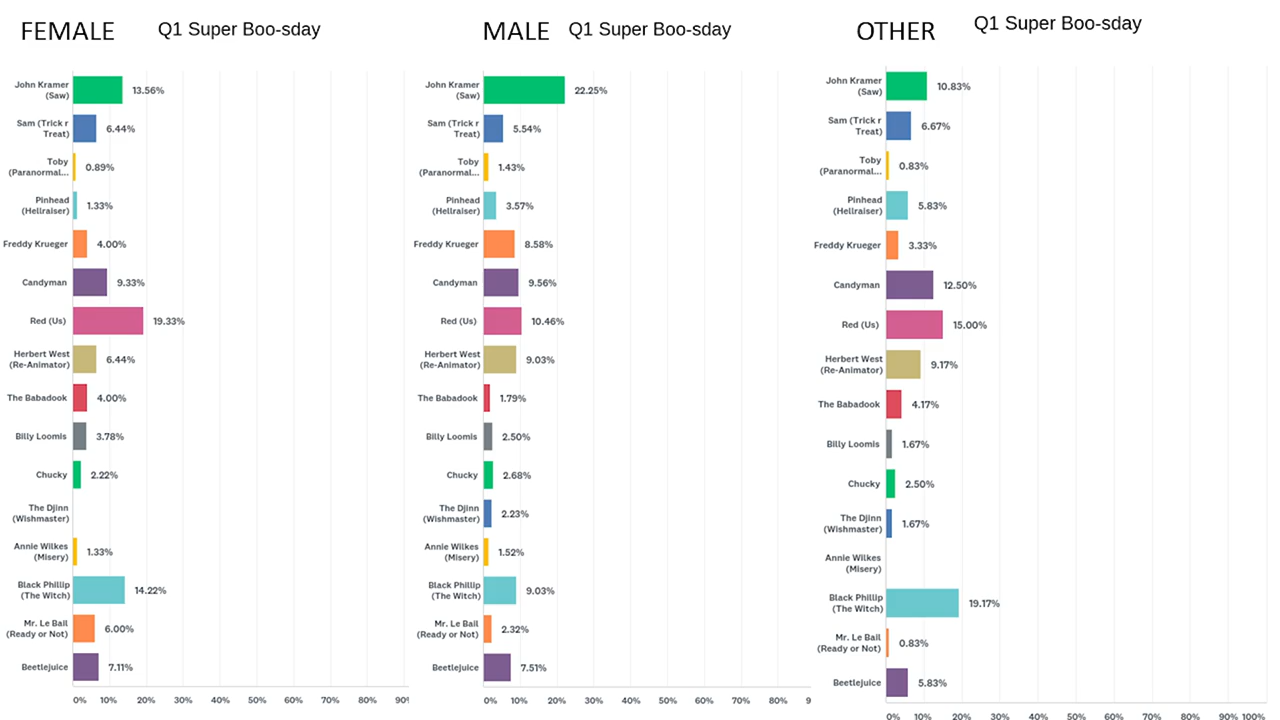 FEMALE
Q1 Super Boo-sday
John Kramer
(Saw)
13.56%
Sam (Trick r
Treat)
6.44%
Toby
(Paranormal...
0.89%
Pinhead
(Hellraiser)
1.33%
Freddy Krueger
4.00%
Candyman
9.33%
Red (Us)
19.33%
Herbert West
(Re-Animator)
6.44%
The Babadook
4.00%
Billy Loomis
3.78%
Chucky
2.22%
The Djinn
(Wishmaster)
Annie Wilkes
(Misery)
1.33%
Black Phillip
(The Witch)
14.22%
Mr. Le Bail
(Ready or Not)
6.00%
Beetlejuice
7.11%
0% 10% 20% 30% 40% 50% 60% 70% 80% 90
MALE
Q1 Super Boo-sday
John Kramer
(Saw)
22.25%
Sam (Trick r
Treat)
5.54%
Toby
(Paranormal...
1.43%
Pinhead
(Hellraiser)
3.57%
Freddy Krueger
8.58%
Candyman
9.56%
Red (Us)
10.46%
Herbert West
(Re-Animator)
9.03%
The Babadook
1.79%
Billy Loomis
2.50%
Chucky
2.68%
The Djinn
(Wishmaster)
2.23%
Annie Wilkes
(Misery)
1.52%
Black Phillip
(The Witch)
9.03%
Mr. Le Bail
(Ready or Not)
2.32%
Beetlejuice
7.51%
0% 10% 20% 30% 40% 50% 60% 70% 80% 9
OTHER
Q1 Super Boo-sday
John Kramer
(Saw)
10.83%
Sam (Trick r
Treat)
6.67%
Toby
(Paranormal...
0.83%
Pinhead
(Hellraiser)
5.83%
Freddy Krueger
3.33%
Candyman
12.50%
Red (Us)
15.00%
Herbert West
(Re-Animator)
9.17%
The Babadook
4.17%
Billy Loomis
1.67%
Chucky
2.50%
The Djinn
(Wishmaster)
1.67%
Annie Wilkes
(Misery)
Black Phillip
(The Witch)
19.17%
Mr. Le Bail
(Ready or Not)
0.83%
Beetlejuice
5.83%
0% 10% 20% 30% 40% 50% 60% 70% 80% 90% 100%